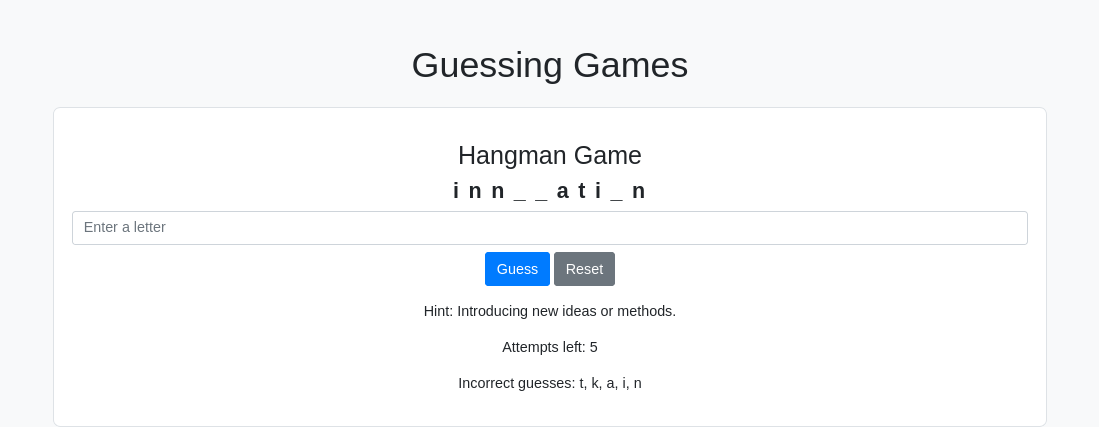 Guessing Games
Hangman Game
i n n _ _ a t i _ n
Enter a letter
Guess Reset
Hint: Introducing new ideas or methods.
Attempts left: 5
Incorrect guesses: t, k, a, i, n